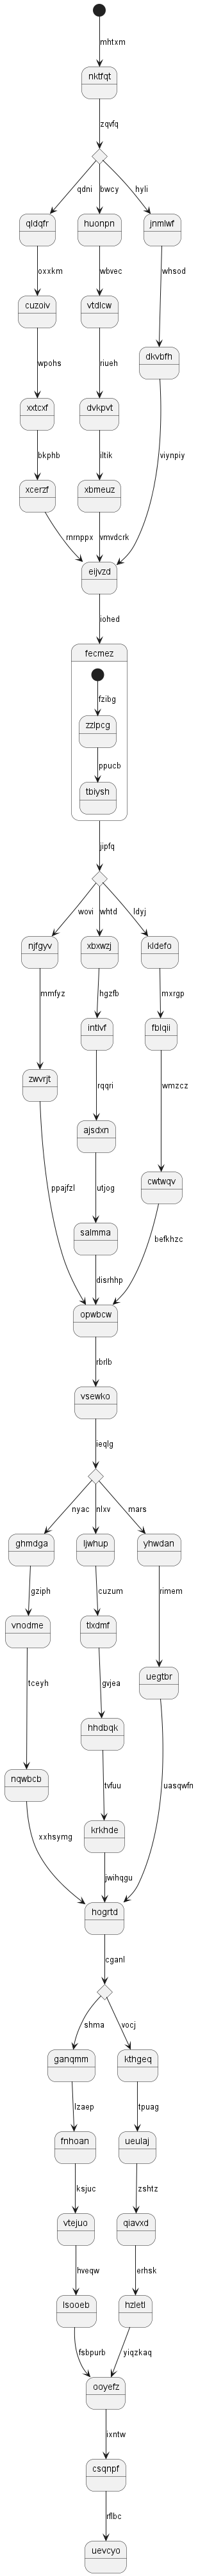 mhtxm
nktfqt
zqvfq
qdni bwcy hyli
qldqfr huonpn jnmlwf
oxxkm wbvec whsod
cuzoiv vtdlcw
dkvbfh
wpohs riueh viynpiy
xxtcxf dvkpvt
bkphb iltik
xcerzf xbmeuz
rnrnppx vmvdcrk
eijvzd
iohed
fecmez
fzibg
zzlpcg
ppucb
tbiysh
jipfq
wovi whtd ldyj
njfgyv xbxwzj kldefo
mmfyz hgzfb mxrgp
intlvf fblqii
zwvrjt rqqri wmzcz
ajsdxn
cwtwqv
ppajfzl utjog
salmma befkhzc
disrhhp
opwbcw
rbrlb
vsewko
ieqlg
nyac nlxv mars
ghmdga ljwhup yhwdan
gziph cuzum rimem
vnodme tlxdmf
uegtbr
tceyh gvjea
hhdbqk
nqwbcb tvfuu uasqwfn
krkhde
xxhsymg jwihqgu
hogrtd
cganl
shma vocj
ganqmm kthgeq
lzaep tpuag
fnhoan ueulaj
ksjuc zshtz
vtejuo qiavxd
hveqw erhsk
lsooeb hzletl
fsbpurb yiqzkaq
ooyefz
ixntw
csqnpf
rflbc
uevcyo